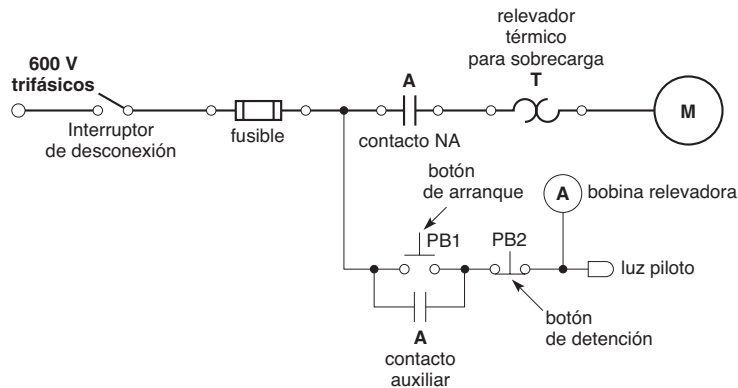 relevador
térmico
para sobrecarga
T
600 V
trifásicos
A
M
Interruptor
de desconexión
fusible
contacto NA
botón
de arranque
A
bobina relevadora
PB1
PB2
luz piloto
A
contacto
auxiliar
botón
de detención